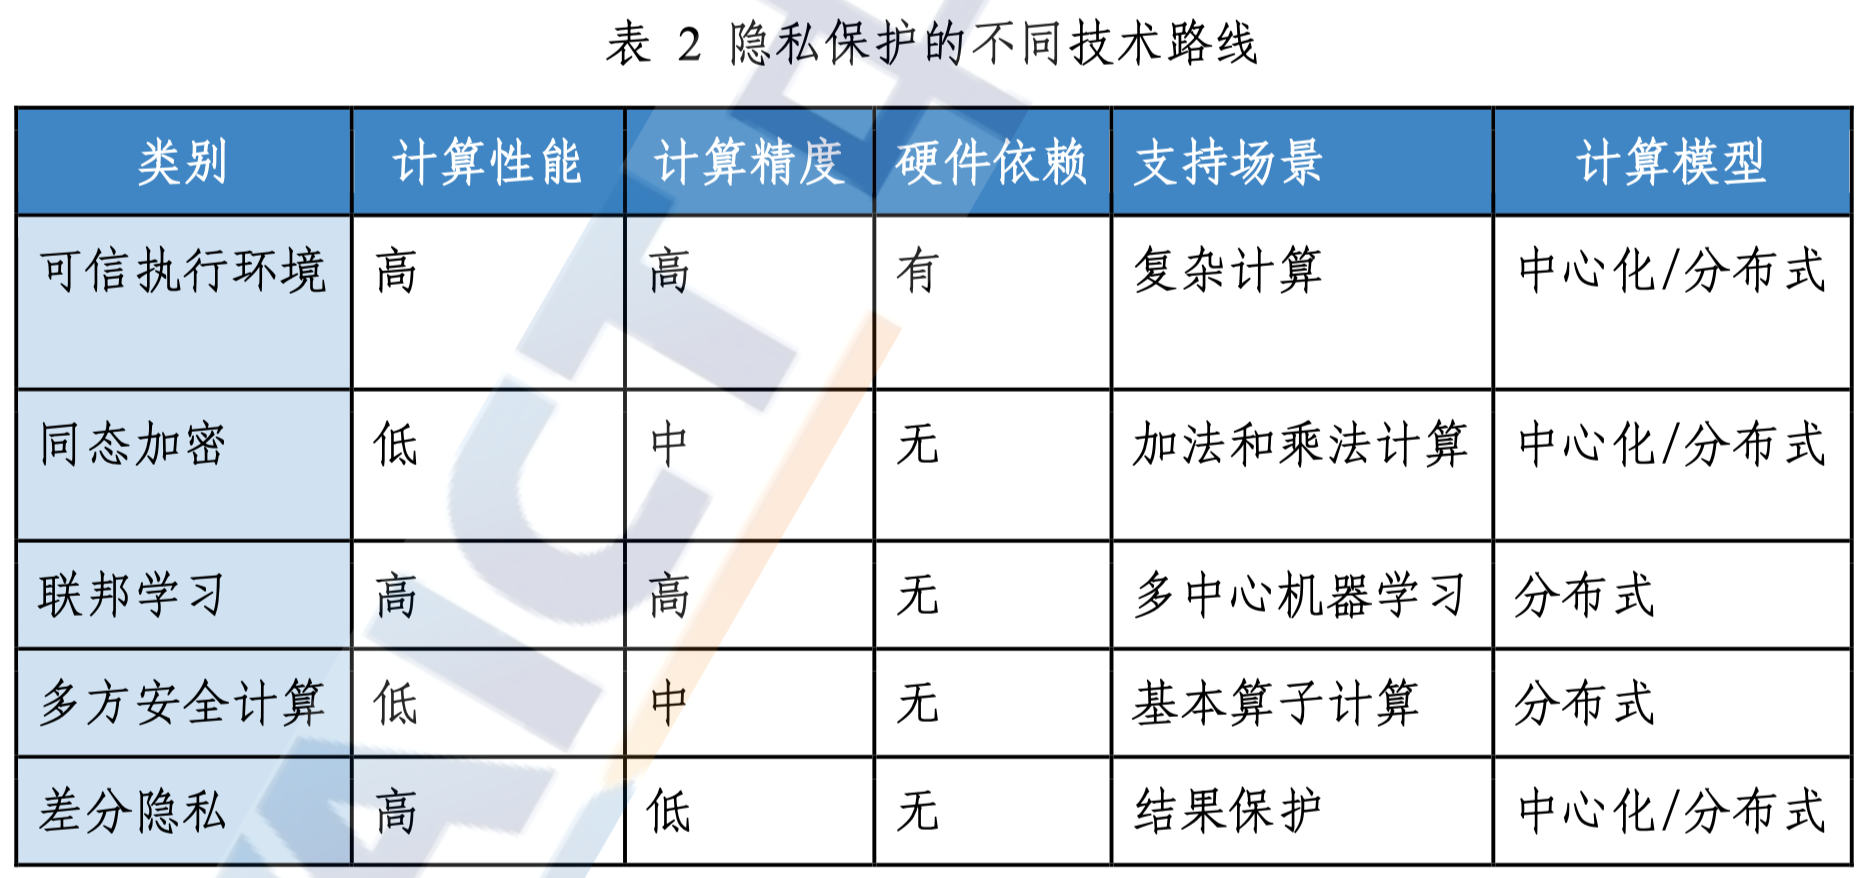 表 2 隐私保护的不同技术路线
类别 计算性能 计算精度 硬件依赖 支持场景 计算模型
可信执行环境 高 高 有 复杂计算 中心化/分布式
同态加密 低 中 无 加法和乘法计算 中心化/分布式
联邦学习 高 高 无 多中心机器学习 分布式
多方安全计算 低 中 无 基本算子计算 分布式
差分隐私 高 低 无 结果保护 中心化/分布式
AICT